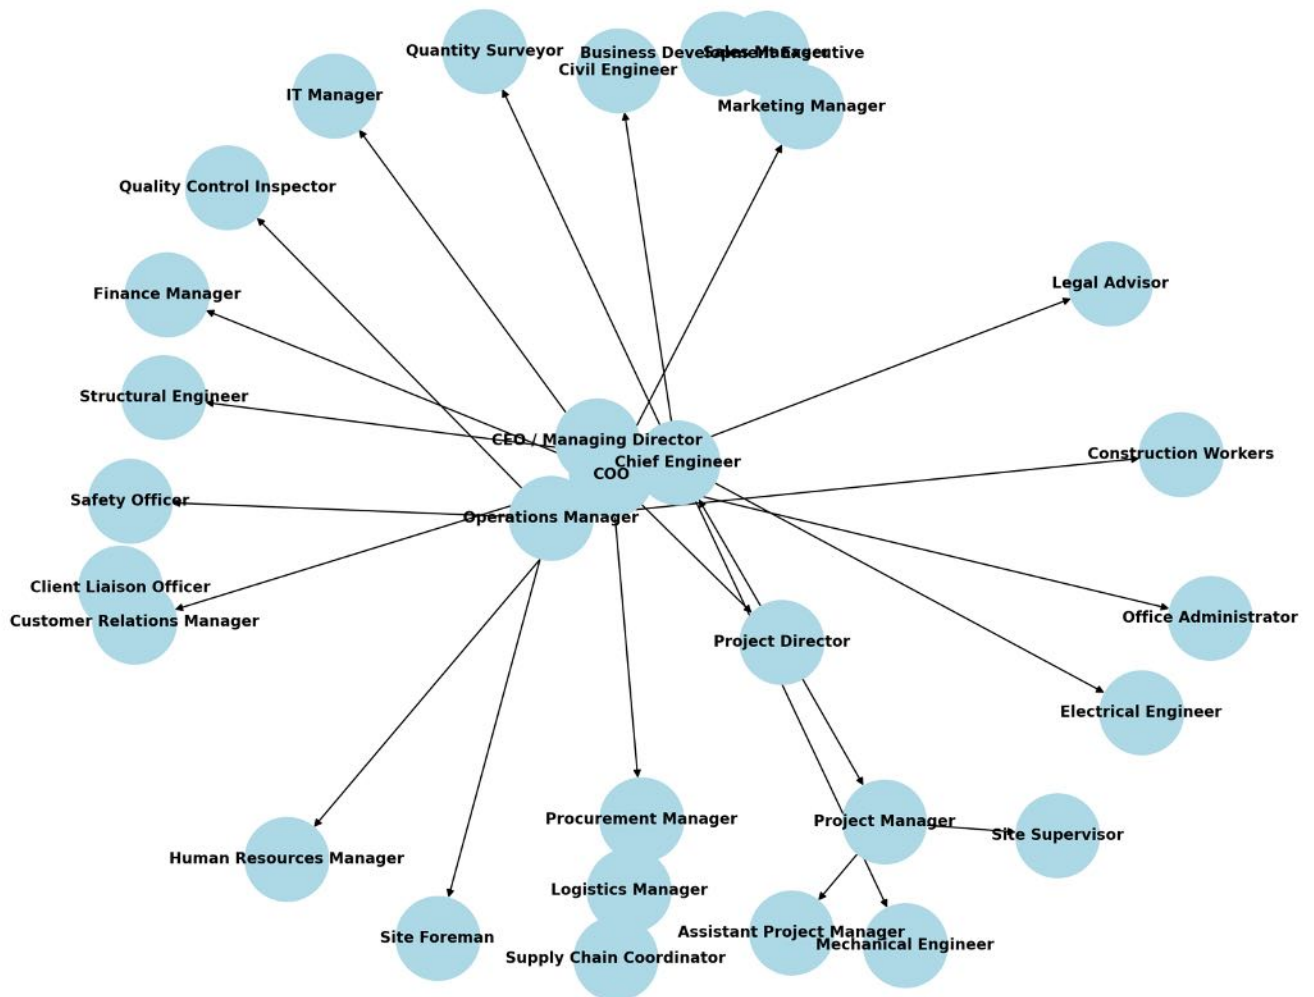 Quantity Surveyor
Business Development Executive
Sales Manager
Civil Engineer
IT Manager
Marketing Manager
Quality Control Inspector
Legal Advisor
Finance Manager
Structural Engineer
CEO / Managing Director
Construction Workers
Chief Engineer
COO
Safety Officer
Operations Manager
Client Liaison Officer
Office Administrator
Customer Relations Manager
Project Director
Electrical Engineer
Procurement Manager
Project Manager
Site Supervisor
Human Resources Manager
Logistics Manager
Assistant Project Manager
Site Foreman
Mechanical Engineer
Supply Chain Coordinator